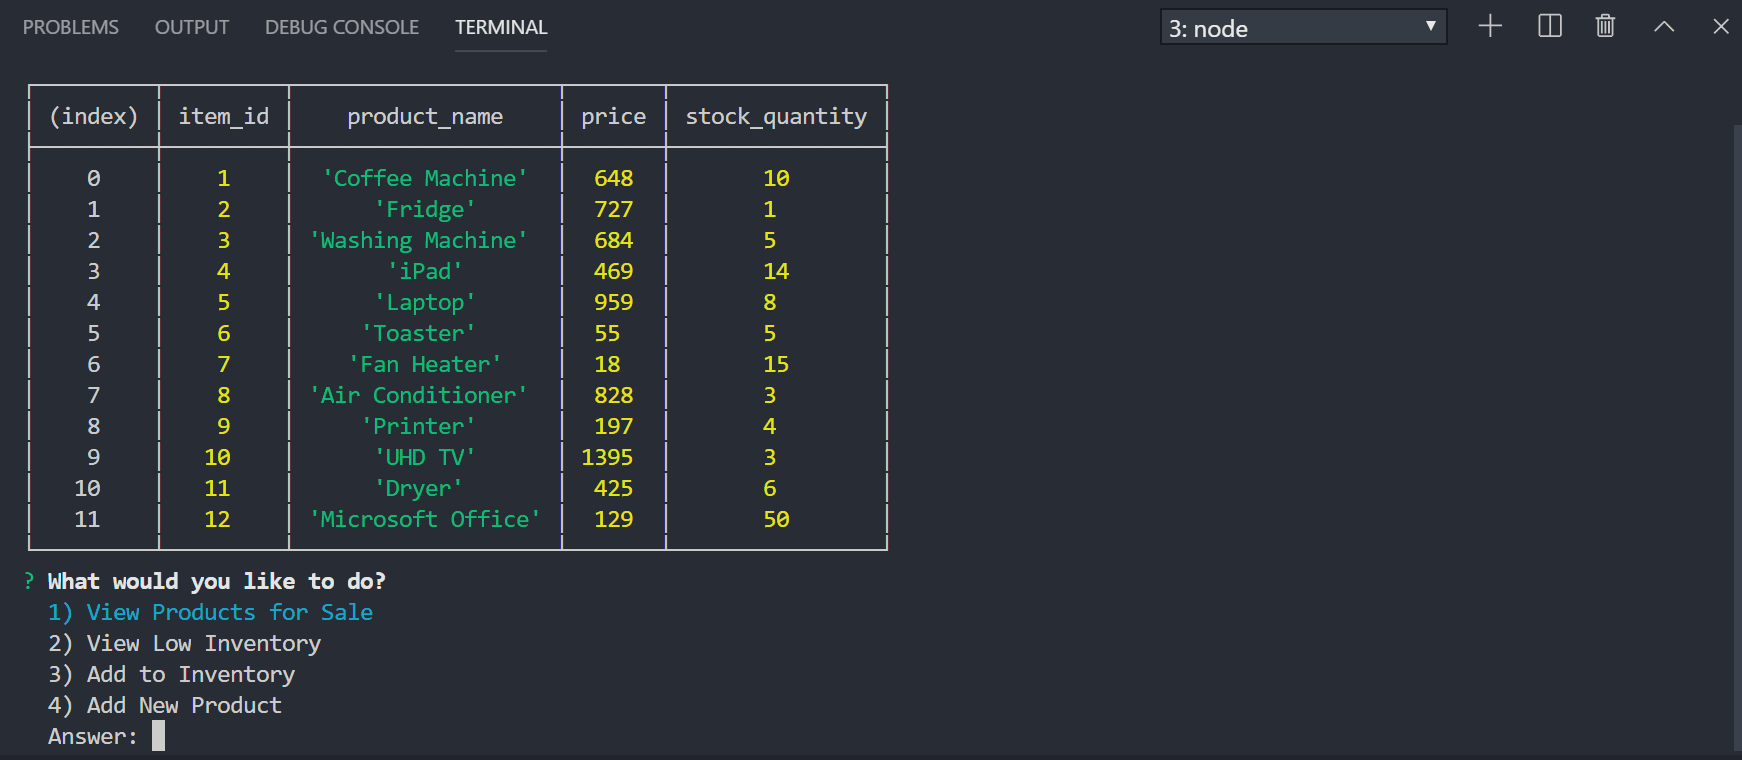 PROBLEMS OUTPUT DEBUG CONSOLE TERMINAL 3: node
(index) item_id product_name price stock_quantity
0 1 'Coffee Machine' 648 10
1 2 'Fridge' 727 1
2 3 'Washing Machine' 684 5
3 4 'iPad' 469 14
4 5 'Laptop' 959 8
5 6 'Toaster' 55 5
6 7 'Fan Heater' 18 15
7 8 'Air Conditioner' 828 3
8 9 'Printer' 197 4
9 10 'UHD TV' 1395 3
10 11 'Dryer' 425 6
11 12 'Microsoft Office' 129 50
? What would you like to do?
1) View Products for Sale
2) View Low Inventory
3) Add to Inventory
4) Add New Product
Answer: